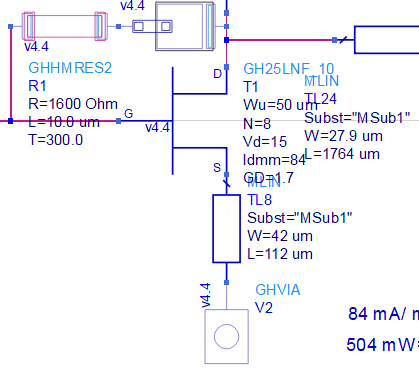 v4.4
v4.4
GHHMRES2
R1
R=1600 Ohm
L=10.0 um
T=300.0
D
G
v4.4
S
GH25LNF_10
T1
Wu=50 um
N=8
Vd=15
Idmm=84
GD=1.7
MLIN
TL24
Subst="MSub1"
W=27.9 um
L=1764 um
MLIN
TL8
Subst="MSub1"
W=42 um
L=112 um
v4.4
GHVIA
V2
84 mA/
504 mW